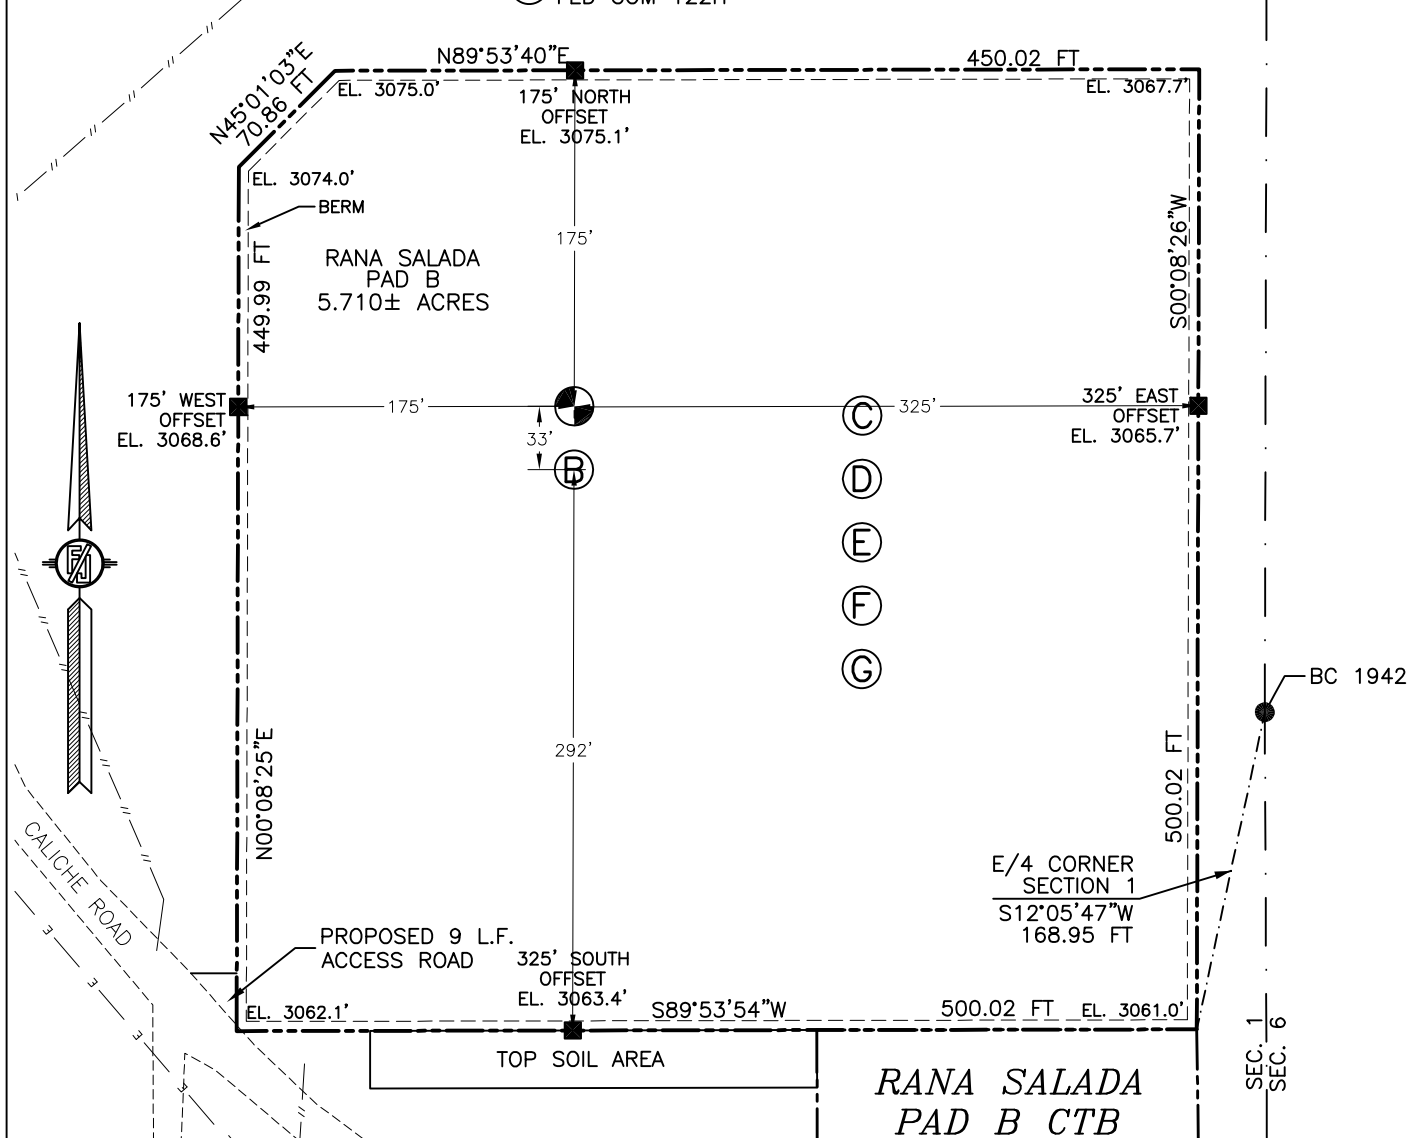 N89°53'40"E
450.02 FT
N45°01'03"E
70.86 FT
EL. 3075.0'
EL. 3067.7'
175' NORTH
OFFSET
EL. 3075.1'
EL. 3074.0'
BERM
175'
RANA SALADA
PAD B
5.710± ACRES
449.99 FT
S00°08'26"W
175' WEST
OFFSET
EL. 3068.6'
175'
33'
325'
325' EAST
OFFSET
EL. 3065.7'
B
C
D
E
F
G
BC 1942
292'
N00°08'25"E
500.02 FT
CALICHE ROAD
E/4 CORNER
SECTION 1
S12°05'47"W
168.95 FT
PROPOSED 9 L.F.
ACCESS ROAD
325' SOUTH
OFFSET
EL. 3063.4'
EL. 3062.1'
S89°53'54"W
500.02 FT
EL. 3061.0'
TOP SOIL AREA
SEC. 1
SEC. 6
RANA SALADA
PAD B CTB